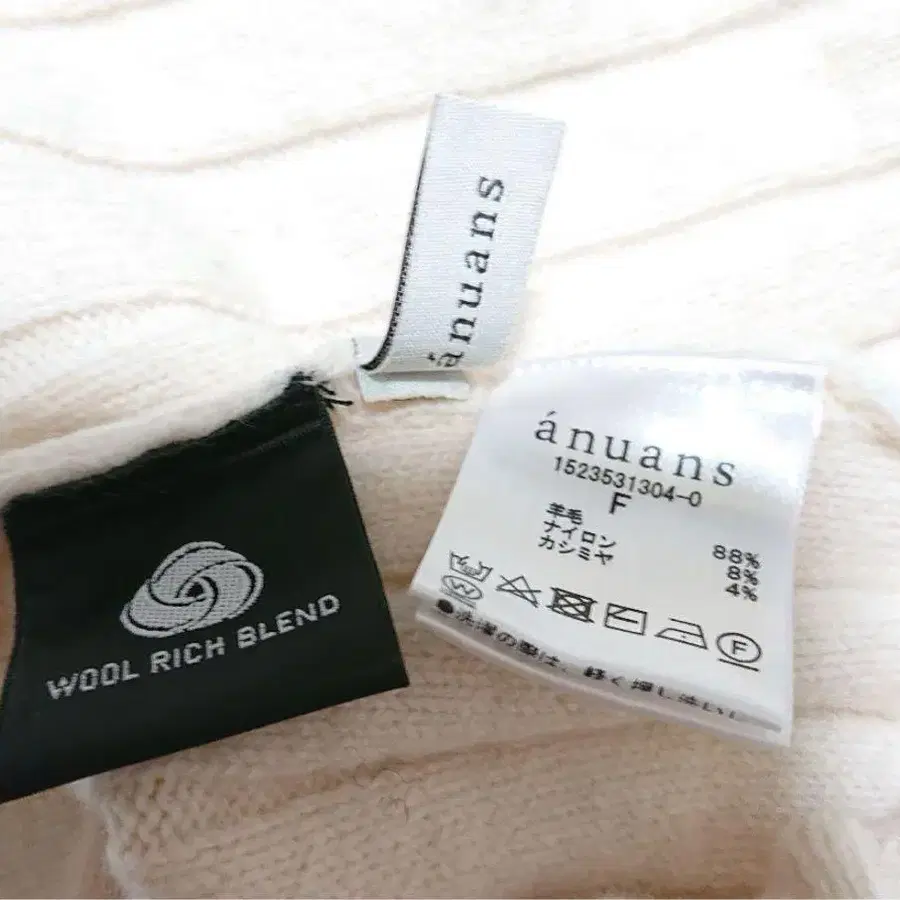 ánuans
WOOL RICH BLEND
ánuans
1523531304-0
F
羊毛 88%
ナイロン 8%
カシミヤ 4%
W
F
●洗濯の際は、軽く押し洗いし